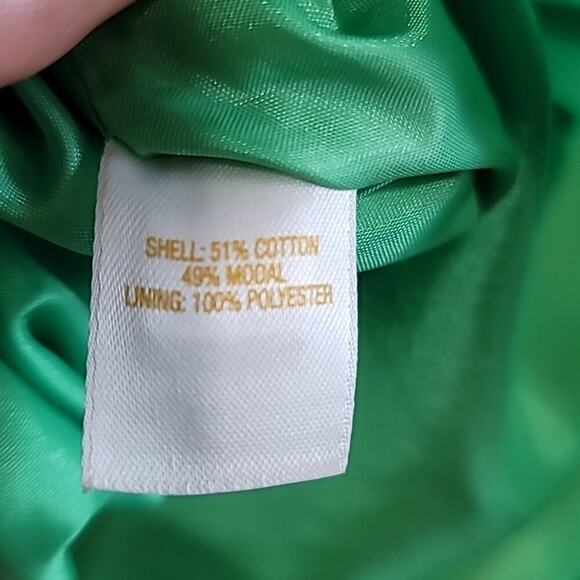 SHELL: 51% COTTON
49% MODAL
LINING: 100% POLYESTER